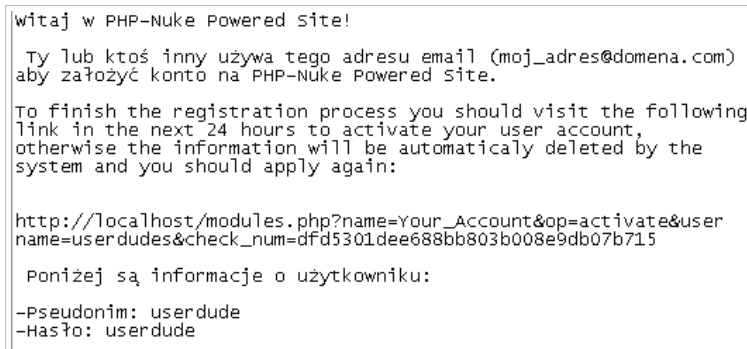 Witaj w PHP-Nuke Powered Site!
Ty lub ktoś inny używa tego adresu email (moj_adres@domena.com)
aby założyć konto na PHP-Nuke Powered Site.
To finish the registration process you should visit the following
link in the next 24 hours to activate your user account,
otherwise the information will be automaticaly deleted by the
system and you should apply again:
http://localhost/modules.php?name=Your_Account&op=activate&user
name=userdudes&check_num=dfd5301dee688bb803b008e9db07b715
Poniżej są informacje o użytkowniku:
-Pseudonim: userdude
-Hasło: userdude